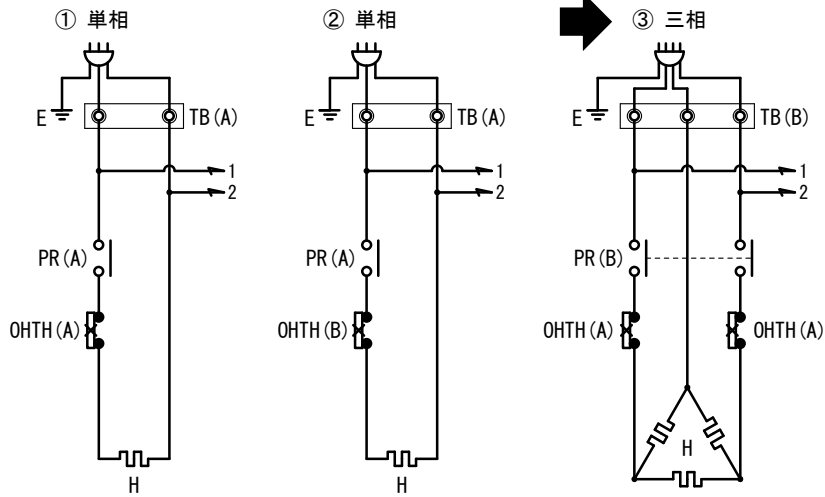 ① 単相
② 単相
③ 三相
E
TB(A)
E
TB(A)
E
TB(B)
1
2
1
2
1
2
PR(A)
PR(A)
PR(B)
OHTH(A)
OHTH(B)
OHTH(A)
OHTH(A)
H
H
H